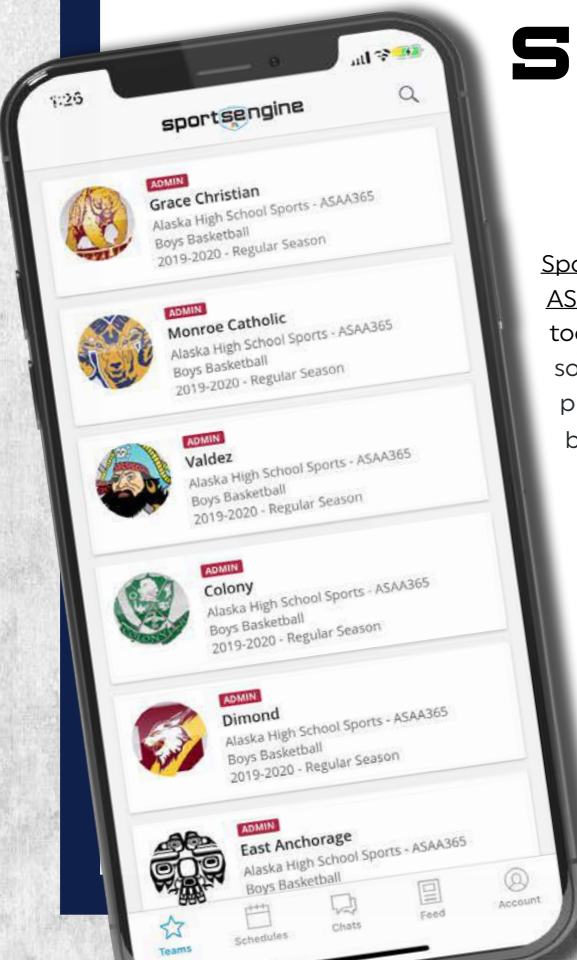 1:26
sportsengine
ADMIN
Grace Christian
Alaska High School Sports - ASAA365
Boys Basketball
2019-2020 - Regular Season
ADMIN
Monroe Catholic
Alaska High School Sports - ASAA365
Boys Basketball
2019-2020 - Regular Season
ADMIN
Valdez
Alaska High School Sports - ASAA365
Boys Basketball
2019-2020 - Regular Season
ADMIN
Colony
Alaska High School Sports - ASAA365
Boys Basketball
2019-2020 - Regular Season
ADMIN
Dimond
Alaska High School Sports - ASAA365
Boys Basketball
2019-2020 - Regular Season
ADMIN
East Anchorage
Alaska High School Sports - ASAA365
Boys Basketball
Teams
Schedules
Chats
Feed
Account
S